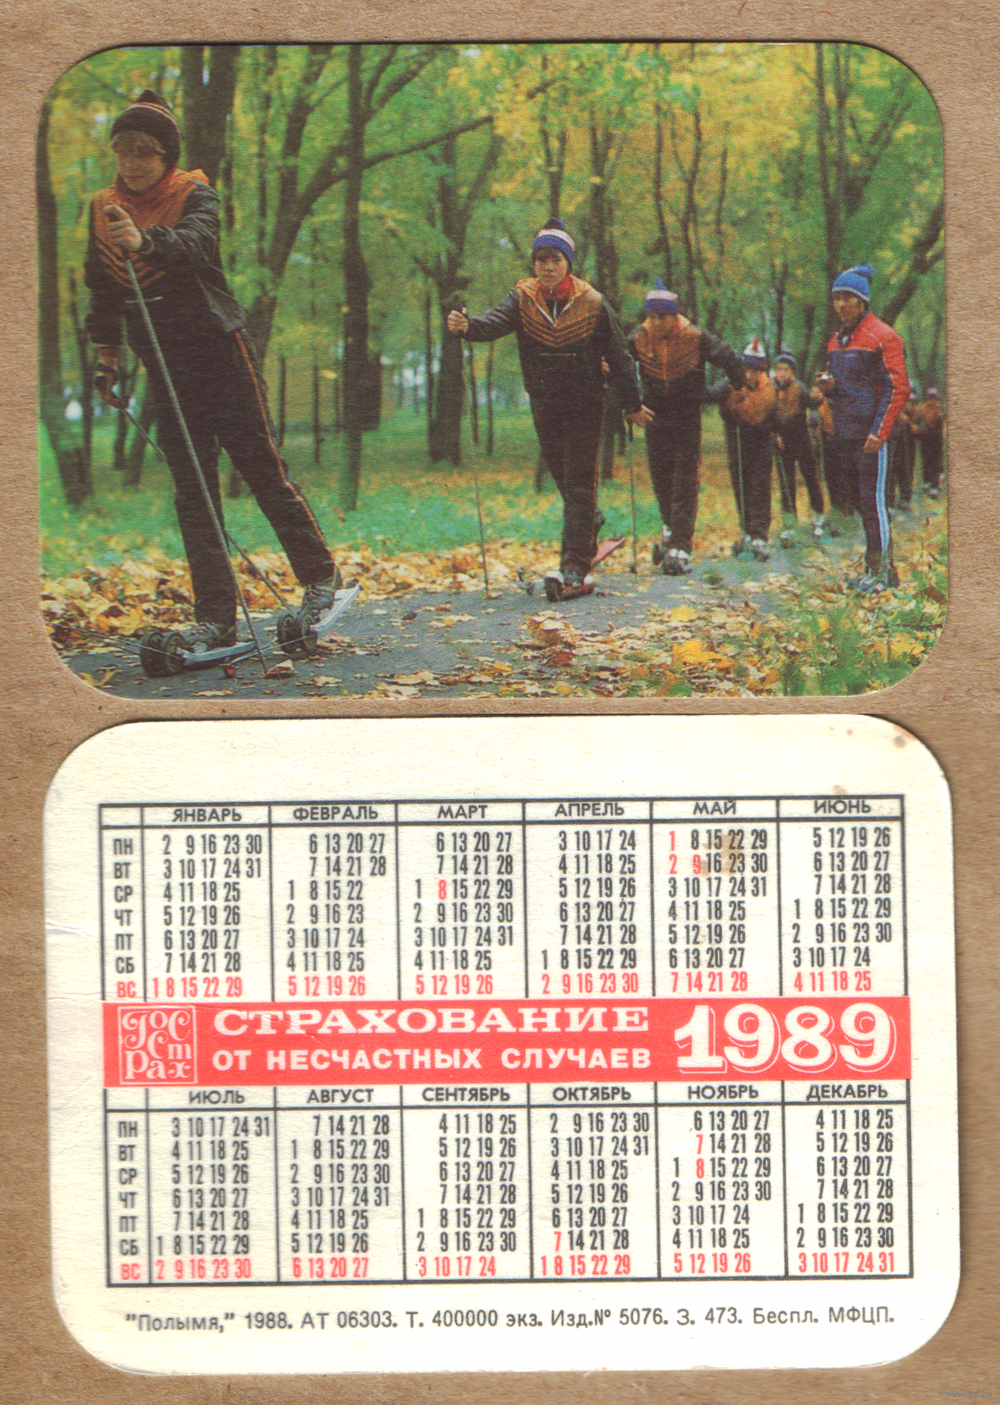 ЯНВАРЬ ФЕВРАЛЬ МАРТ АПРЕЛЬ МАЙ ИЮНЬ
ПН 2 9 16 23 30 6 13 20 27 6 13 20 27 3 10 17 24 1 8 15 22 29 5 12 19 26
ВТ 3 10 17 24 31 7 14 21 28 7 14 21 28 4 11 18 25 2 9 16 23 30 6 13 20 27
СР 4 11 18 25 1 8 15 22 1 8 15 22 29 5 12 19 26 3 10 17 24 31 7 14 21 28
ЧТ 5 12 19 26 2 9 16 23 2 9 16 23 30 6 13 20 27 4 11 18 25 1 8 15 22 29
ПТ 6 13 20 27 3 10 17 24 3 10 17 24 31 7 14 21 28 5 12 19 26 2 9 16 23 30
СБ 7 14 21 28 4 11 18 25 4 11 18 25 1 8 15 22 29 6 13 20 27 3 10 17 24
ВС 1 8 15 22 29 5 12 19 26 5 12 19 26 2 9 16 23 30 7 14 21 28 4 11 18 25
ГОССТРАХ
СТРАХОВАНИЕ
ОТ НЕСЧАСТНЫХ СЛУЧАЕВ
1989
ИЮЛЬ АВГУСТ СЕНТЯБРЬ ОКТЯБРЬ НОЯБРЬ ДЕКАБРЬ
ПН 3 10 17 24 31 7 14 21 28 4 11 18 25 2 9 16 23 30 6 13 20 27 4 11 18 25
ВТ 4 11 18 25 1 8 15 22 29 5 12 19 26 3 10 17 24 31 7 14 21 28 5 12 19 26
СР 5 12 19 26 2 9 16 23 30 6 13 20 27 4 11 18 25 1 8 15 22 29 6 13 20 27
ЧТ 6 13 20 27 3 10 17 24 31 7 14 21 28 5 12 19 26 2 9 16 23 30 7 14 21 28
ПТ 7 14 21 28 4 11 18 25 1 8 15 22 29 6 13 20 27 3 10 17 24 1 8 15 22 29
СБ 1 8 15 22 29 5 12 19 26 2 9 16 23 30 7 14 21 28 4 11 18 25 2 9 16 23 30
ВС 2 9 16 23 30 6 13 20 27 3 10 17 24 1 8 15 22 29 5 12 19 26 3 10 17 24 31
"Полымя," 1988. АТ 06303. Т. 400000 экз. Изд.№ 5076. З. 473. Беспл. МФЦП.